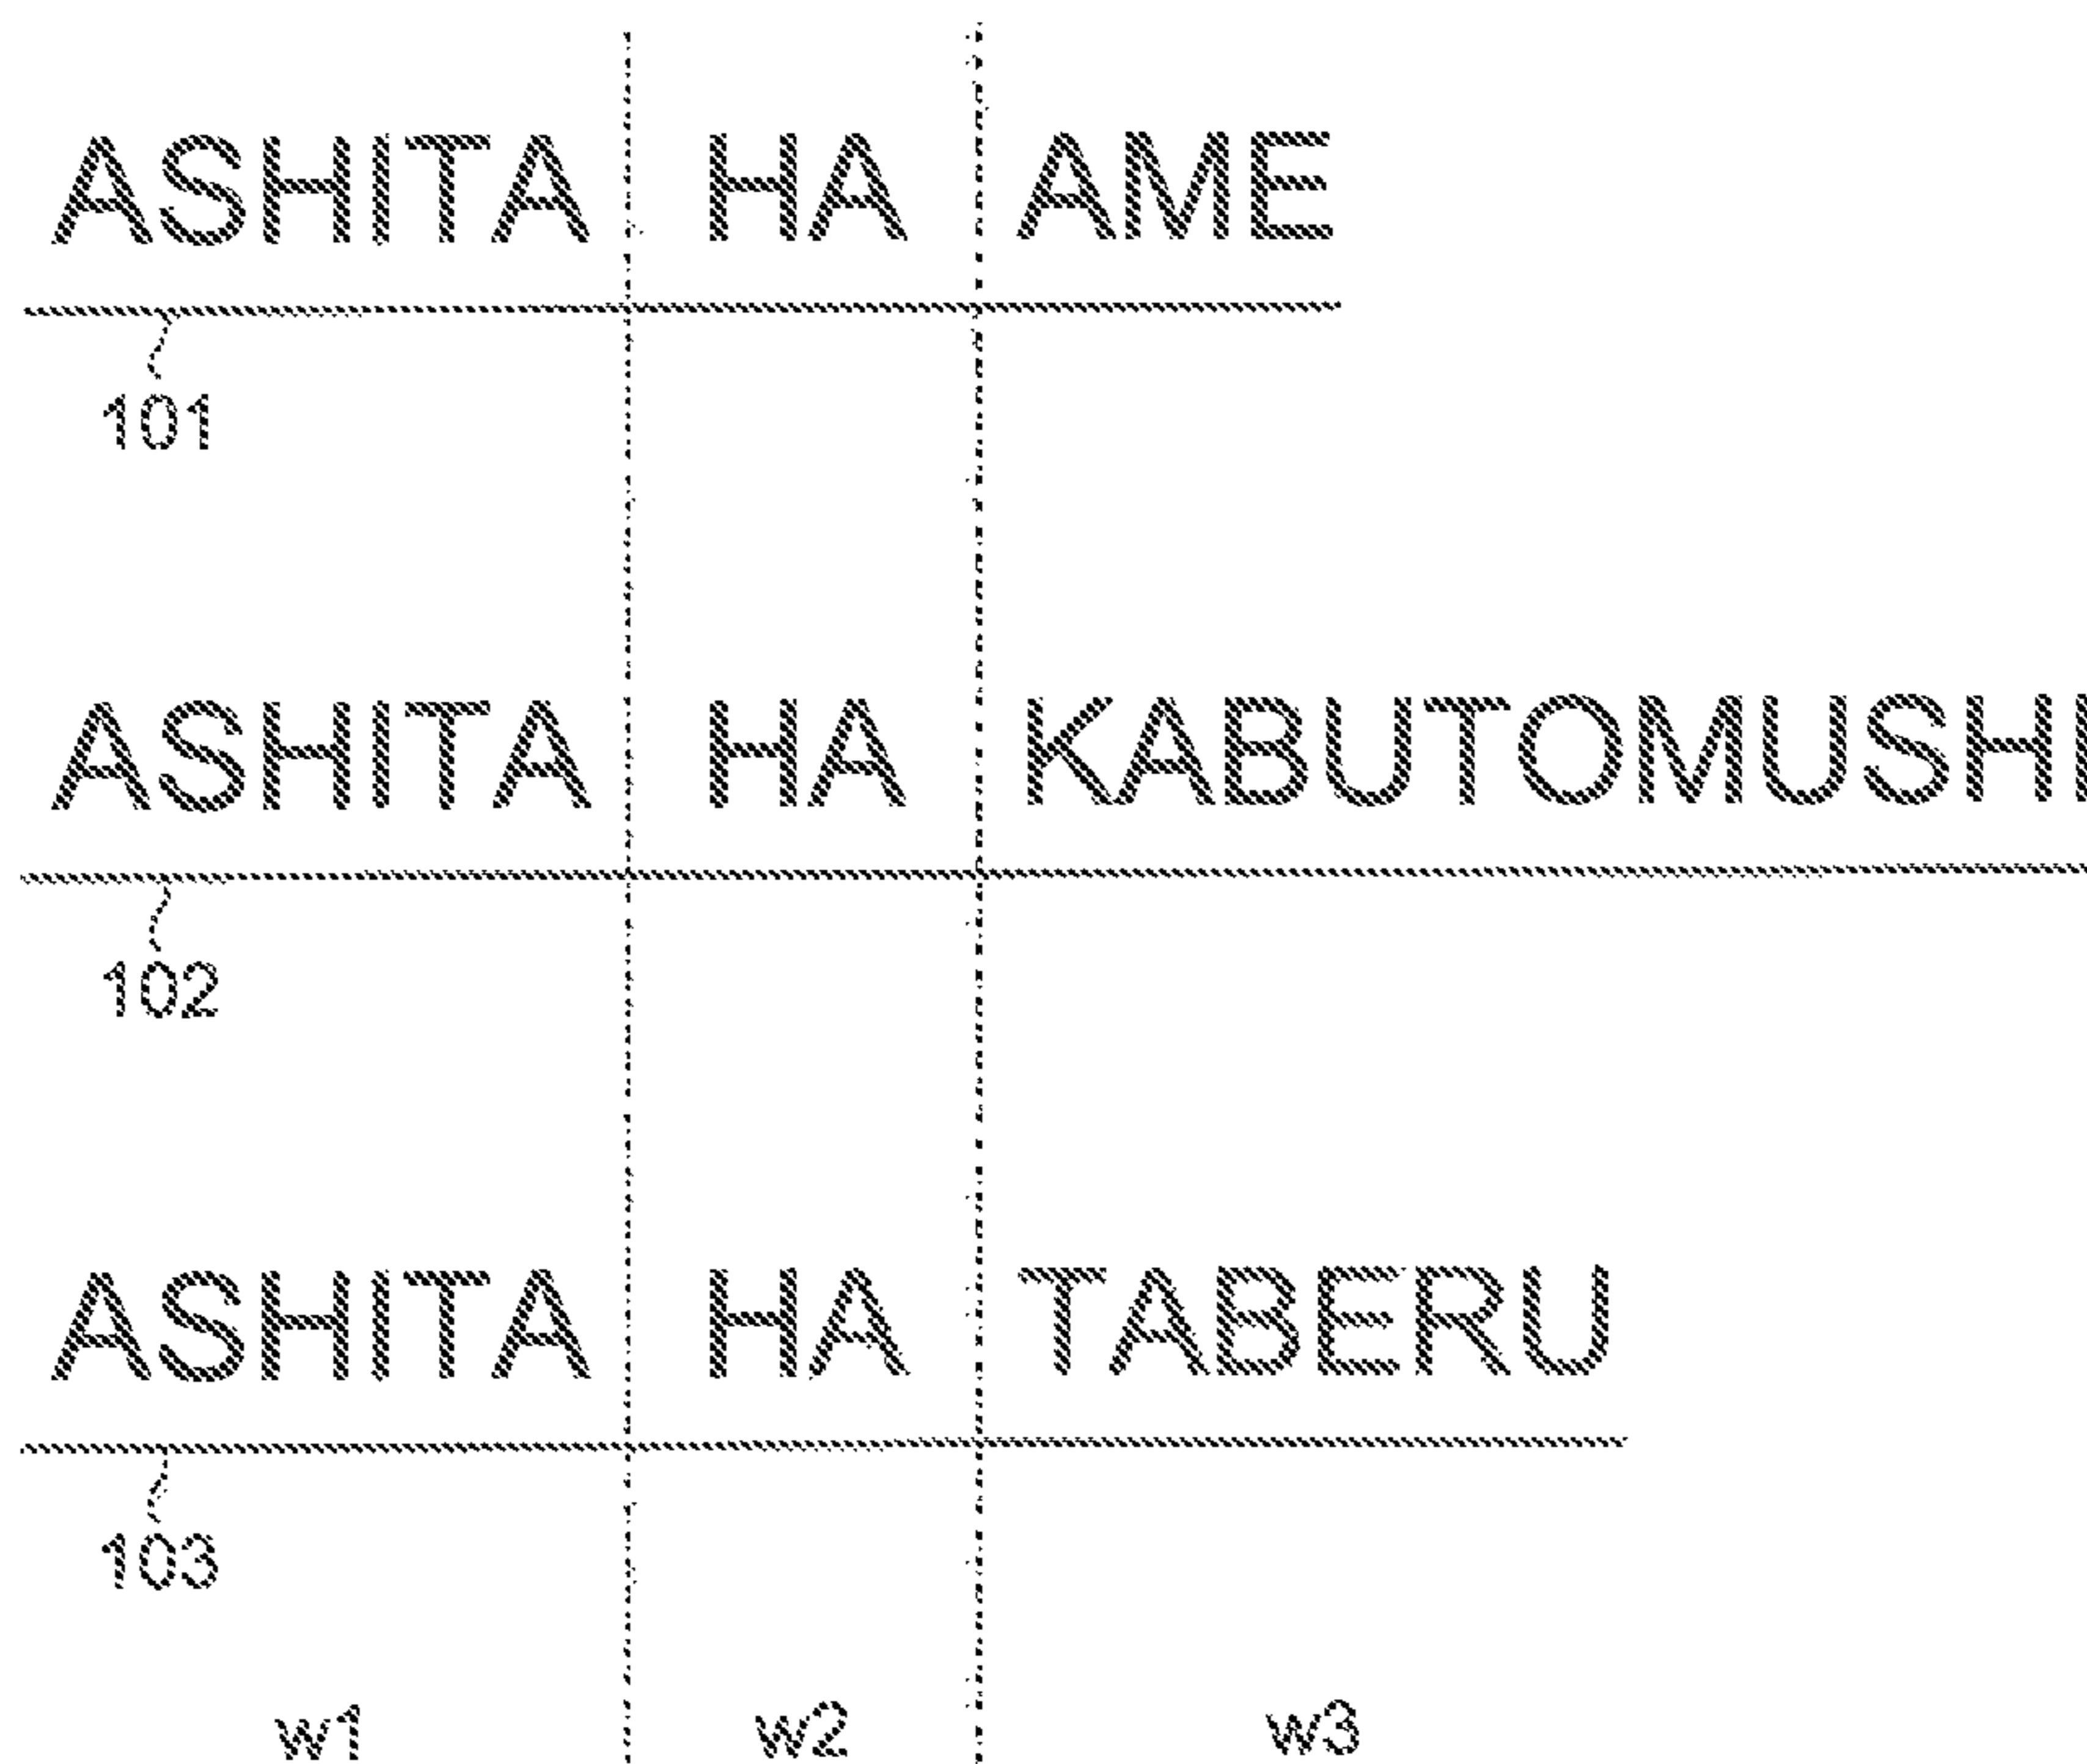 ASHITA HA AME
101
ASHITA HA KABUTOMUSHI
102
ASHITA HA TABERU
103
w1 w2 w3